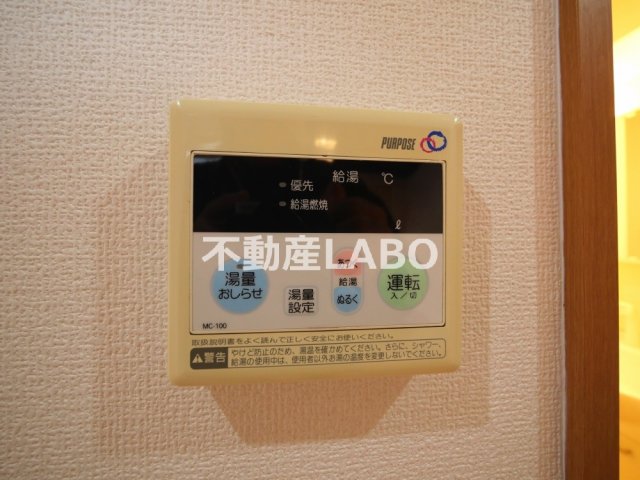 PURPOSE
給湯 ℃
優先
給湯燃焼
ℓ
不動産LABO
湯量
おしらせ
湯量
設定
あつく
給湯
ぬるく
運転
入／切
MC-100
取扱説明書をよく読んで正しく安全にお使いください。
警告
やけど防止のため、湯温を確かめてください。さらに、シャワー、
給湯の使用中は、使用者以外お湯の温度を変更しないでください。